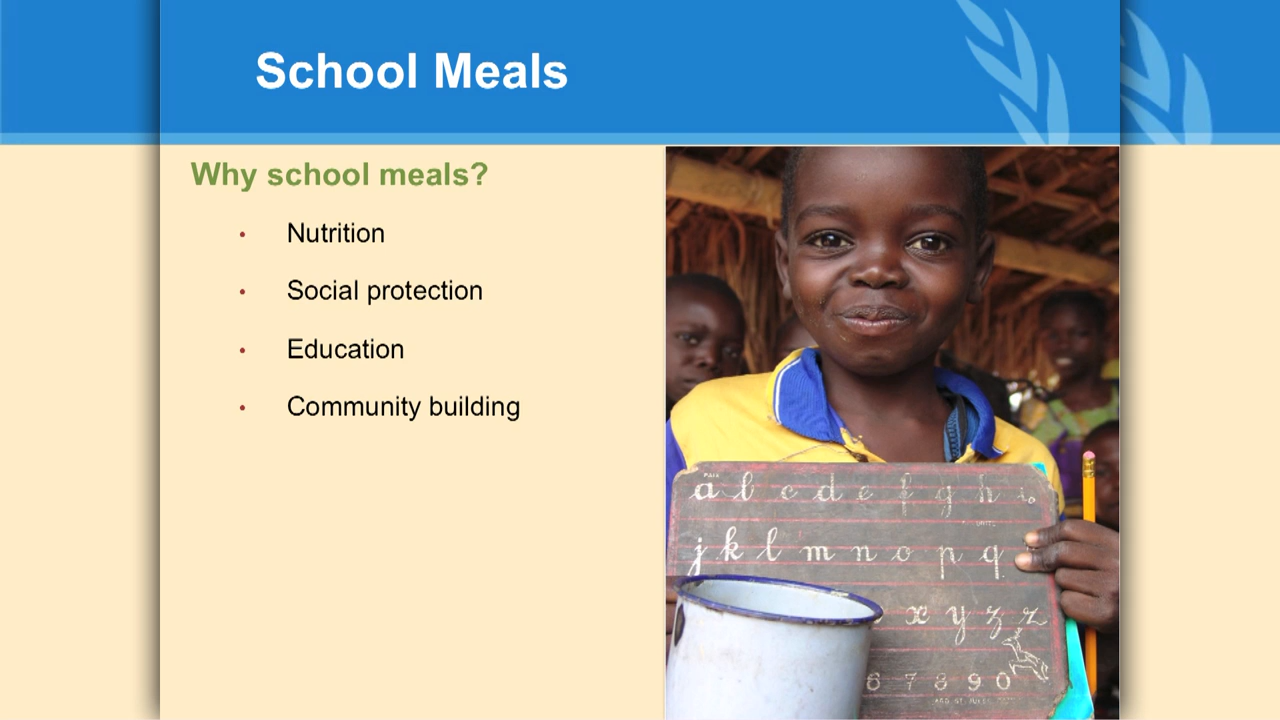 School Meals
Why school meals?
• Nutrition
• Social protection
• Education
• Community building
a b c d e f g h i
j k l m n o p q
x y z z
6 7 8 9 0